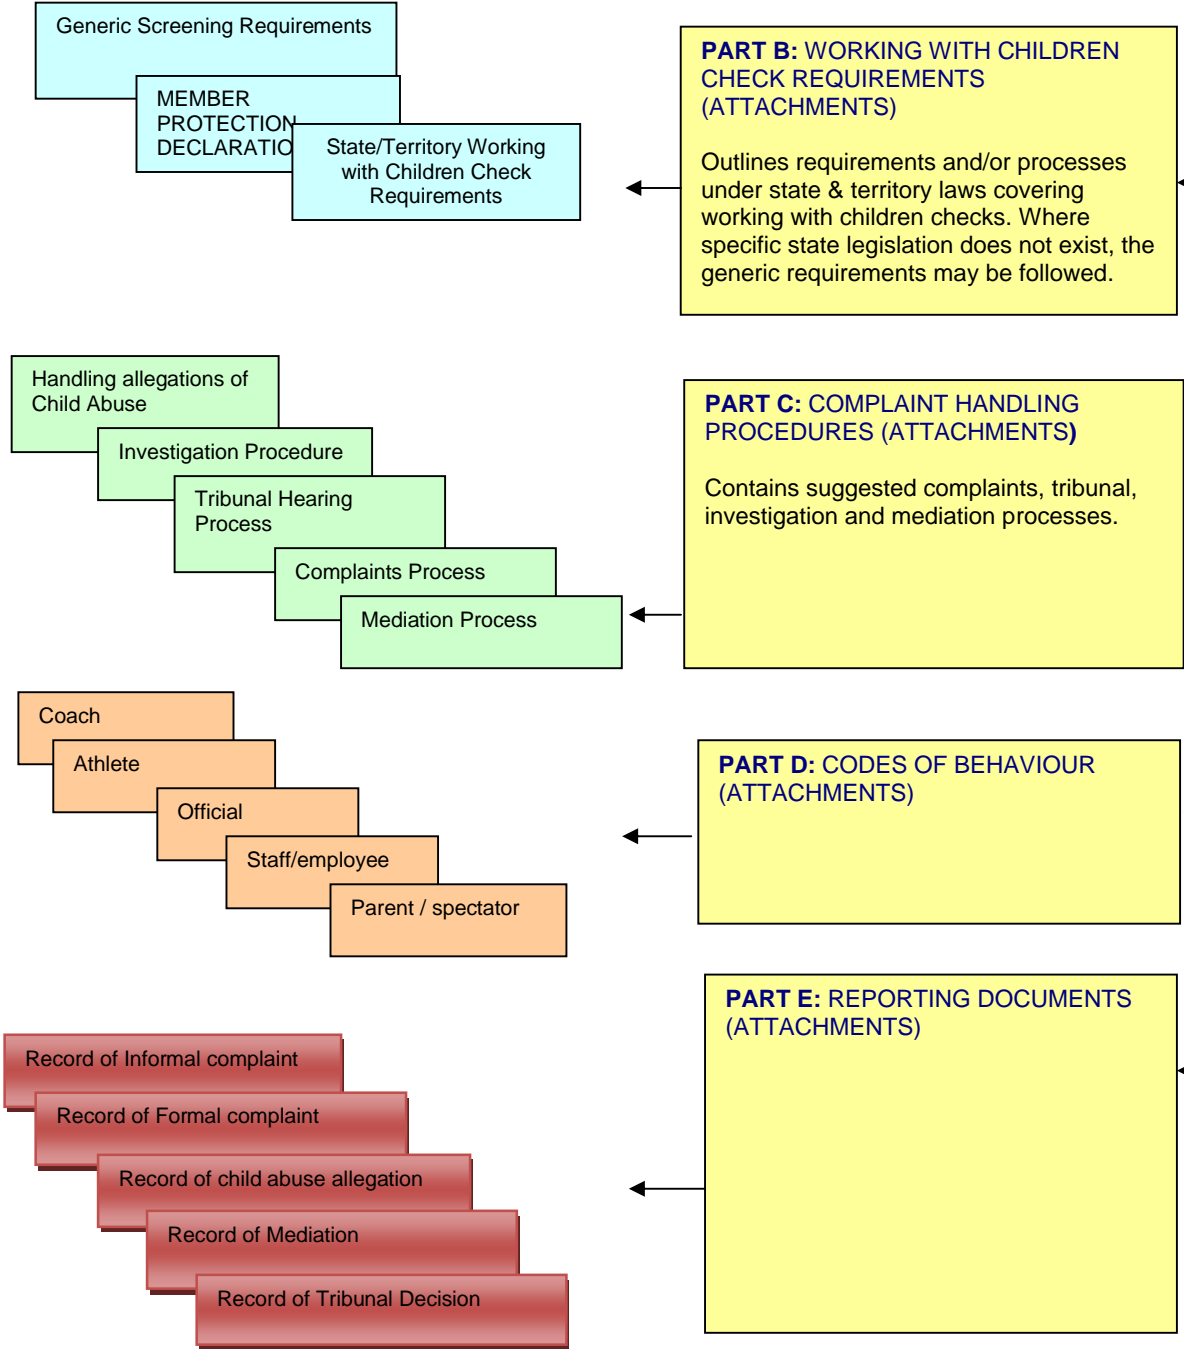 Generic Screening Requirements
MEMBER
PROTECTION
DECLARATIO
State/Territory Working
with Children Check
Requirements
PART B: WORKING WITH CHILDREN
CHECK REQUIREMENTS
(ATTACHMENTS)
Outlines requirements and/or processes
under state & territory laws covering
working with children checks. Where
specific state legislation does not exist, the
generic requirements may be followed.
Handling allegations of
Child Abuse
Investigation Procedure
Tribunal Hearing
Process
Complaints Process
Mediation Process
PART C: COMPLAINT HANDLING
PROCEDURES (ATTACHMENTS)
Contains suggested complaints, tribunal,
investigation and mediation processes.
Coach
Athlete
Official
Staff/employee
Parent / spectator
PART D: CODES OF BEHAVIOUR
(ATTACHMENTS)
PART E: REPORTING DOCUMENTS
(ATTACHMENTS)
Record of Informal complaint
Record of Formal complaint
Record of child abuse allegation
Record of Mediation
Record of Tribunal Decision